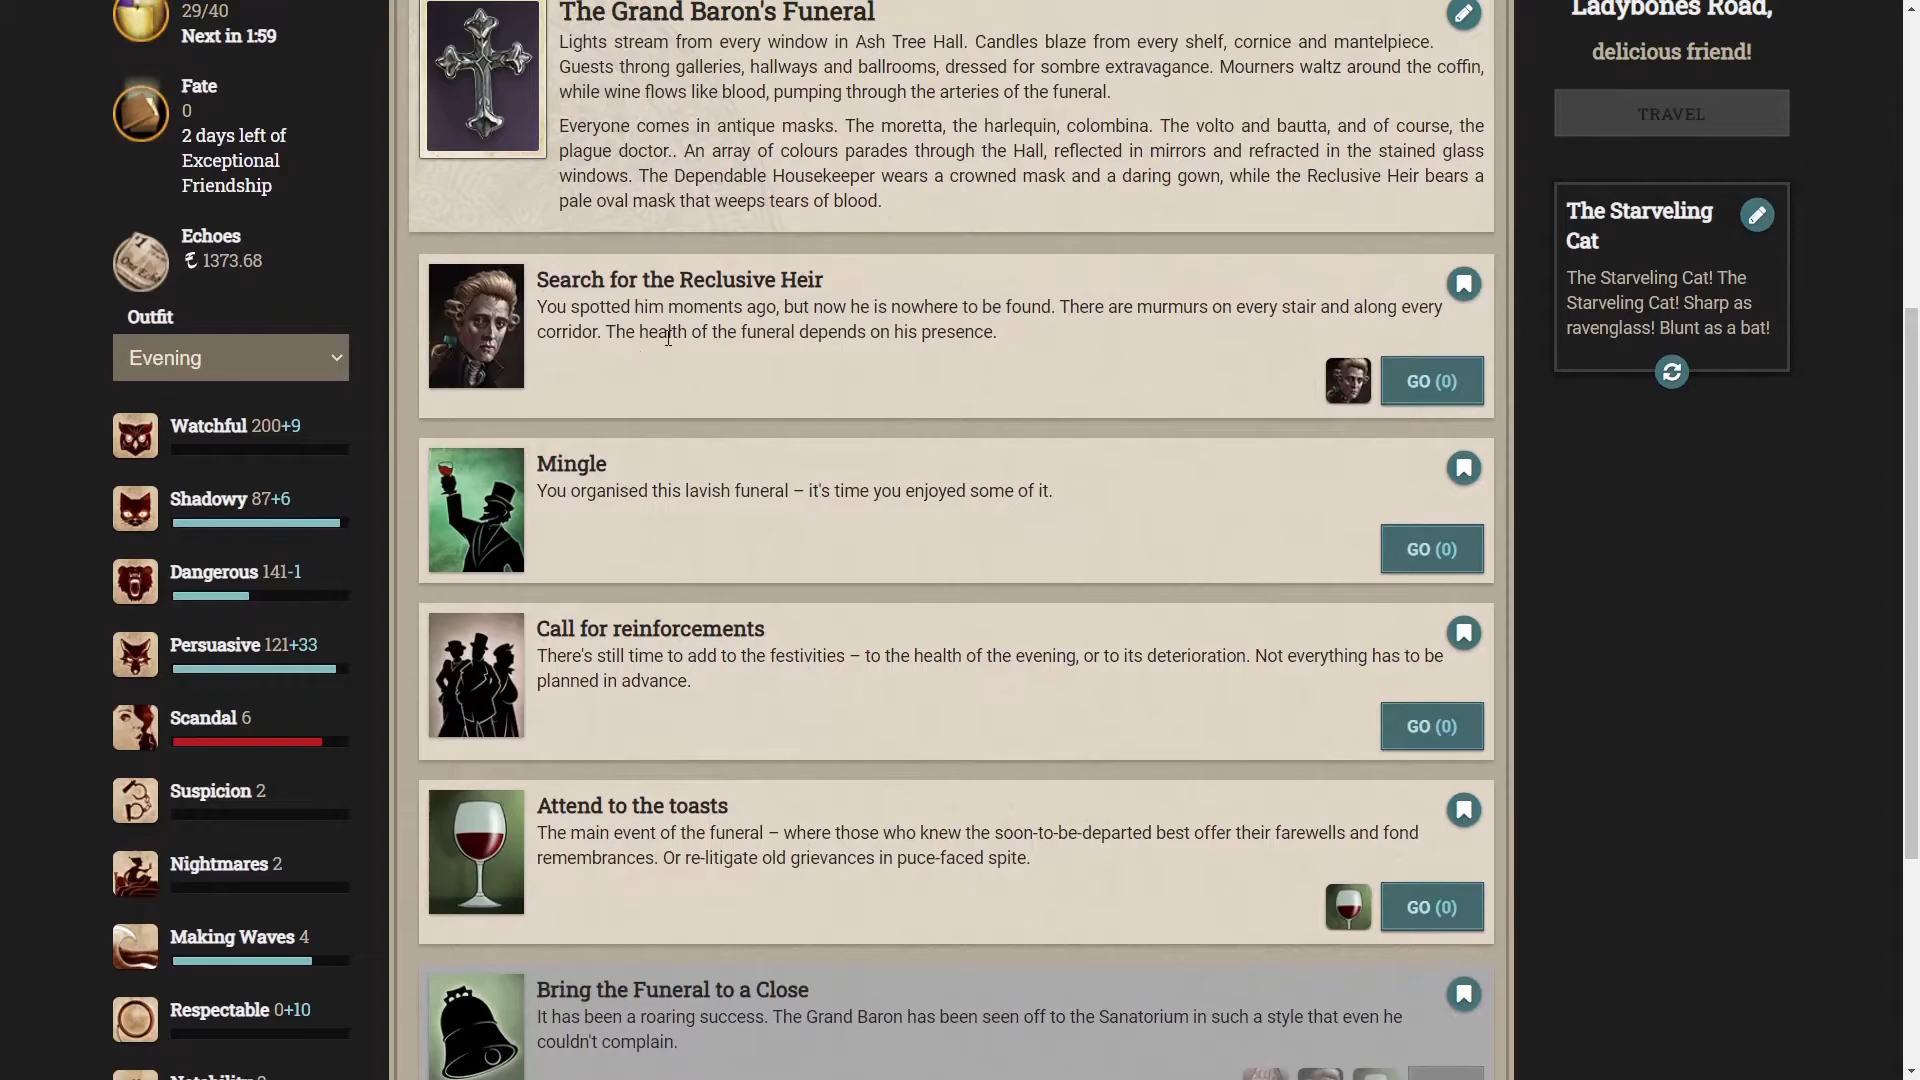 29/40
Next in 1:59
Fate
0
2 days left of
Exceptional
Friendship
Echoes
1373.68
Outfit
Evening
Watchful 200+9
Shadowy 87+6
Dangerous 141-1
Persuasive 121+33
Scandal 6
Suspicion 2
Nightmares 2
Making Waves 4
Respectable 0+10
The Grand Baron's Funeral
Lights stream from every window in Ash Tree Hall. Candles blaze from every shelf, cornice and mantelpiece.
Guests throng galleries, hallways and ballrooms, dressed for sombre extravagance. Mourners waltz around the coffin,
while wine flows like blood, pumping through the arteries of the funeral.
Everyone comes in antique masks. The moretta, the harlequin, colombina. The volto and bautta, and of course, the
plague doctor.. An array of colours parades through the Hall, reflected in mirrors and refracted in the stained glass
windows. The Dependable Housekeeper wears a crowned mask and a daring gown, while the Reclusive Heir bears a
pale oval mask that weeps tears of blood.
Search for the Reclusive Heir
You spotted him moments ago, but now he is nowhere to be found. There are murmurs on every stair and along every
corridor. The health of the funeral depends on his presence.
GO (0)
Mingle
You organised this lavish funeral – it's time you enjoyed some of it.
GO (0)
Call for reinforcements
There's still time to add to the festivities – to the health of the evening, or to its deterioration. Not everything has to be
planned in advance.
GO (0)
Attend to the toasts
The main event of the funeral – where those who knew the soon-to-be-departed best offer their farewells and fond
remembrances. Or re-litigate old grievances in puce-faced spite.
GO (0)
Bring the Funeral to a Close
It has been a roaring success. The Grand Baron has been seen off to the Sanatorium in such a style that even he
couldn't complain.
Ladybones Road,
delicious friend!
TRAVEL
The Starveling
Cat
The Starveling Cat! The
Starveling Cat! Sharp as
ravenglass! Blunt as a bat!